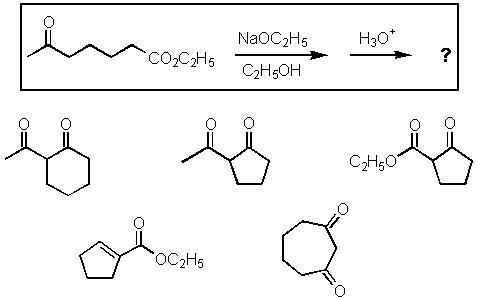 O
NaOC₂H₅
H₃O⁺
CO₂C₂H₅
C₂H₅OH
?
O O
O O
O O
C₂H₅O
O
OC₂H₅
O
O